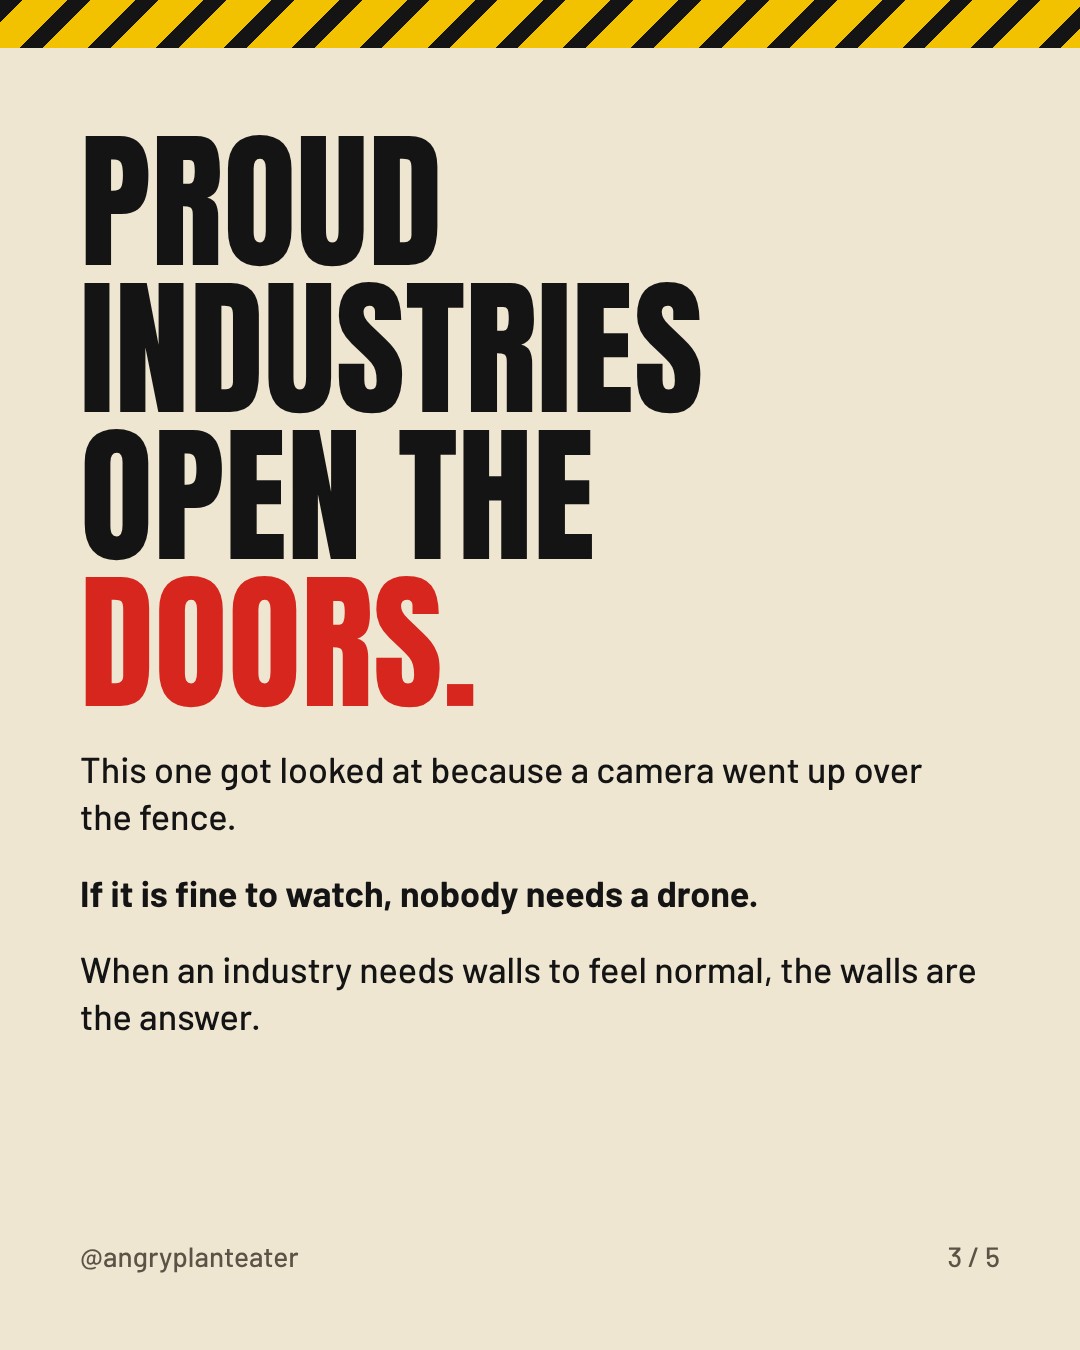 PROUD
INDUSTRIES
OPEN THE
DOORS.
This one got looked at because a camera went up over
the fence.
If it is fine to watch, nobody needs a drone.
When an industry needs walls to feel normal, the walls are
the answer.
@angryplanteater
3 / 5